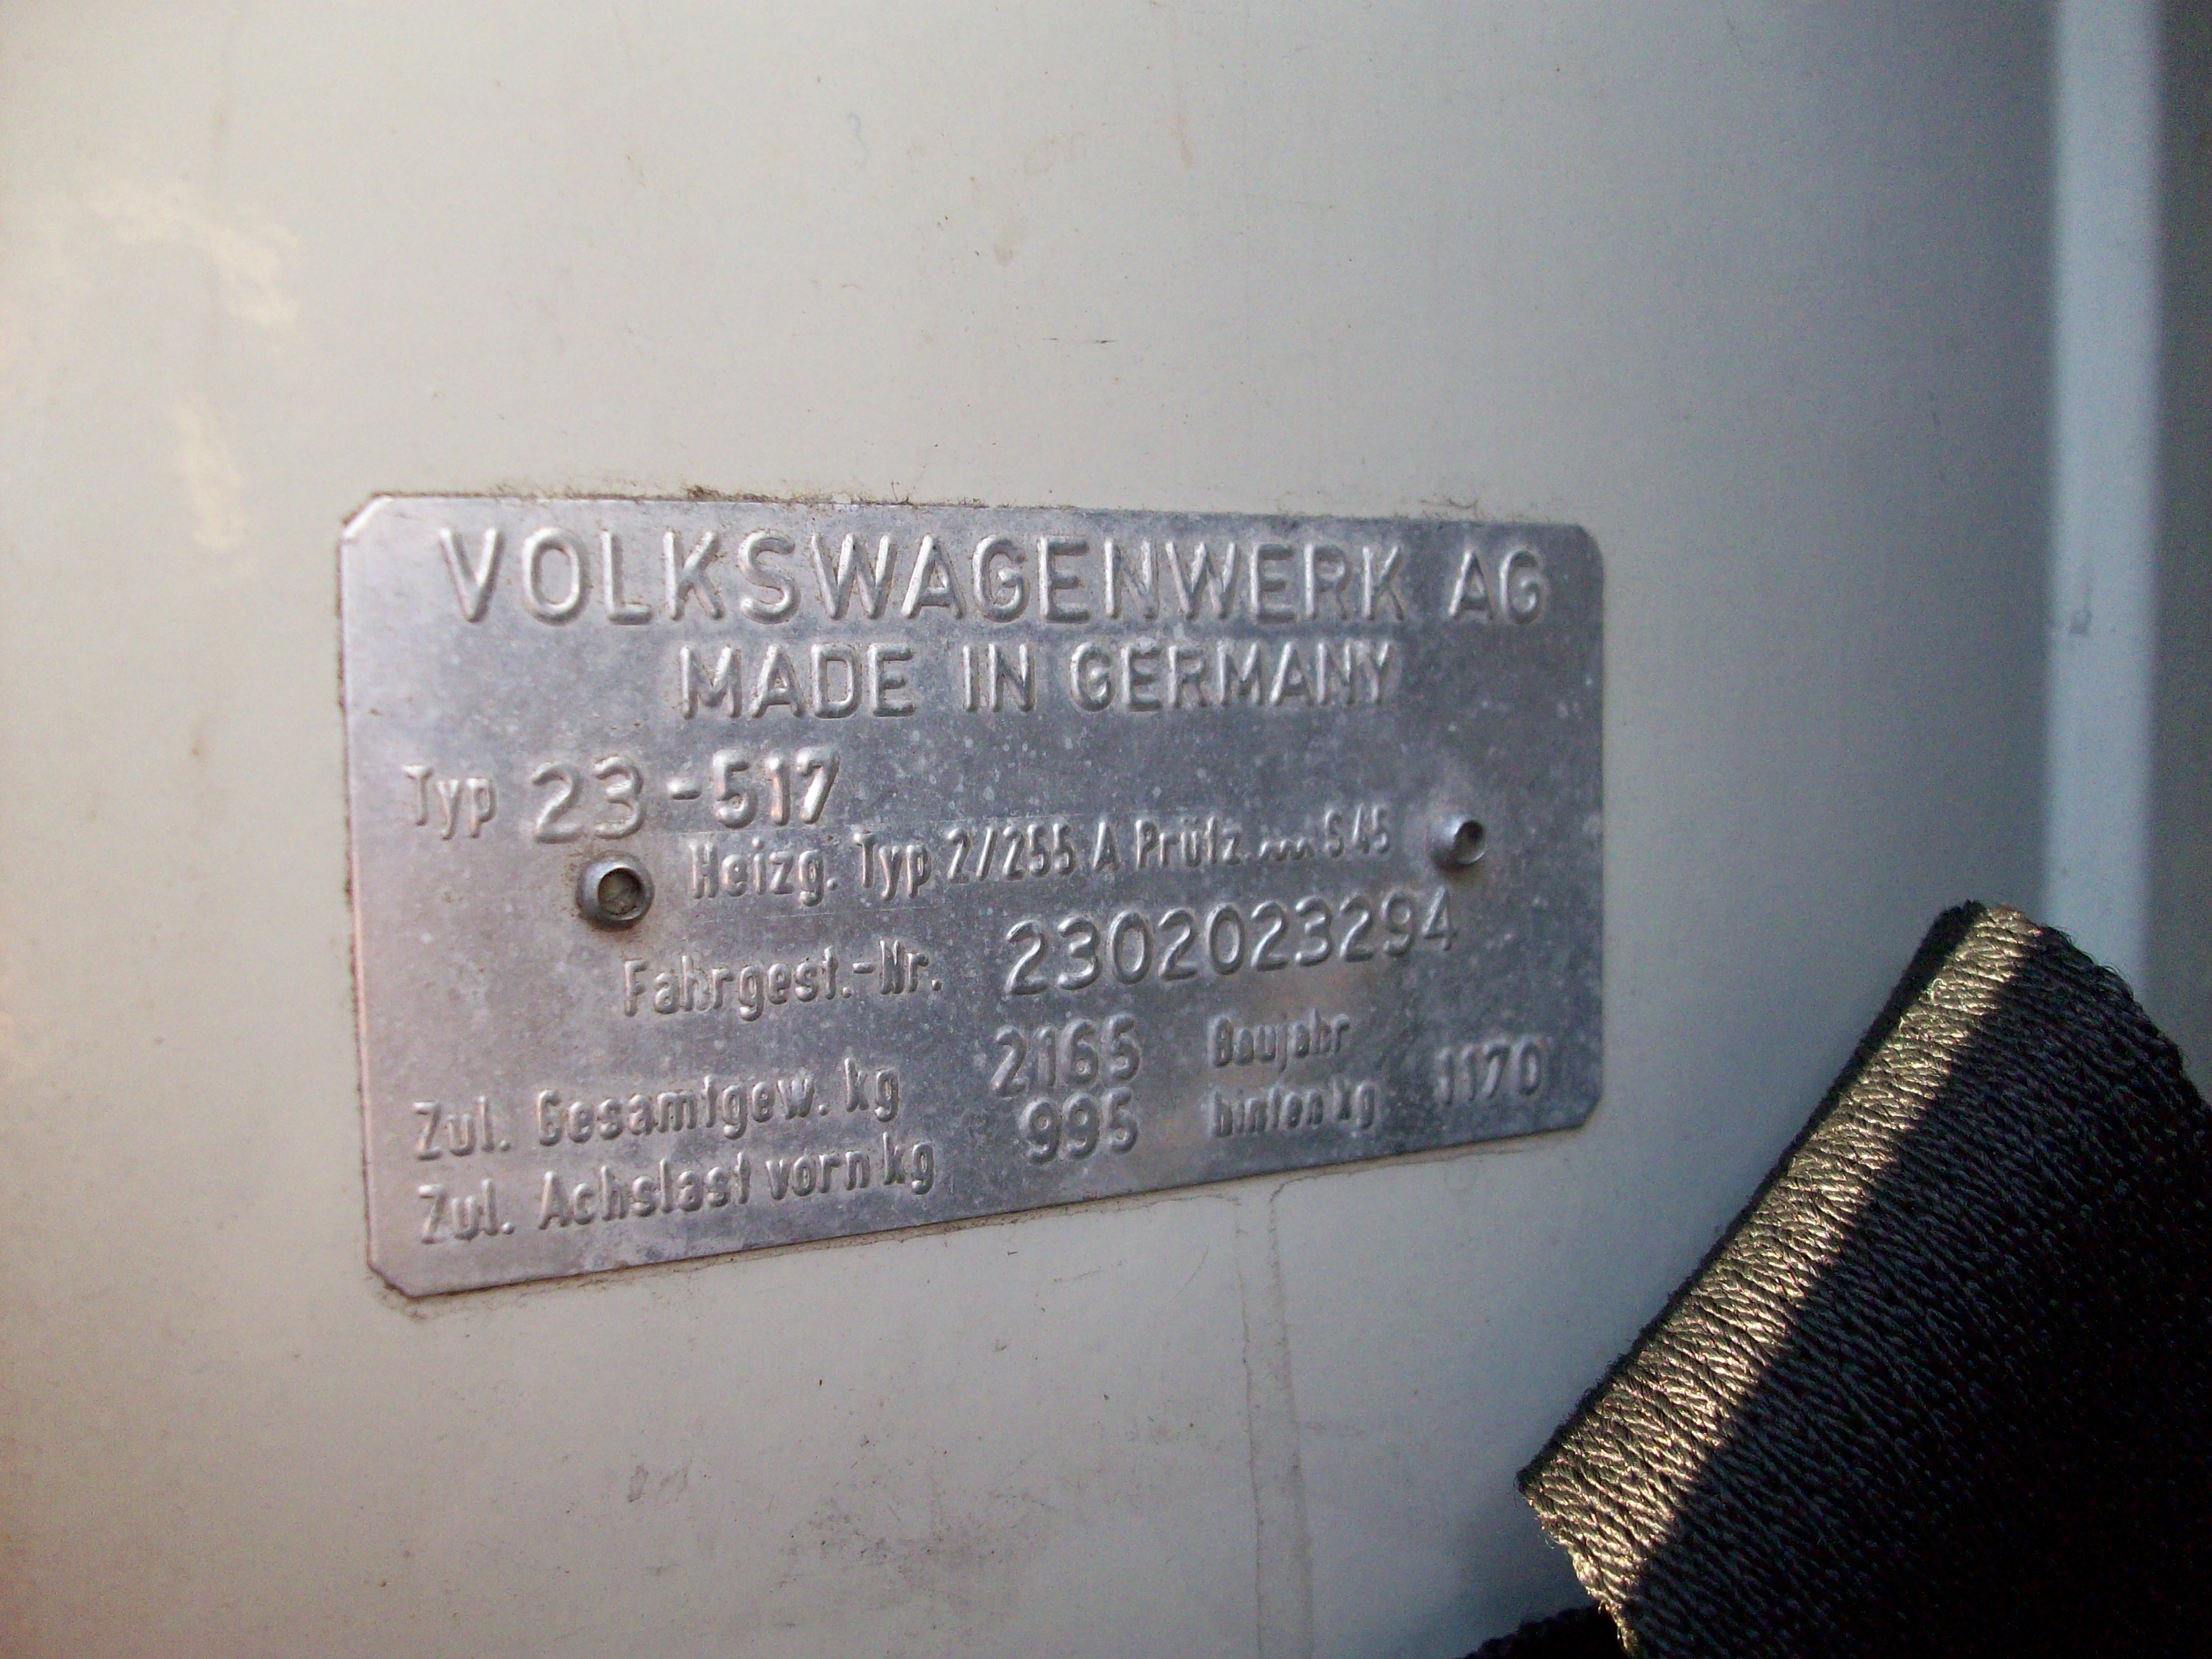 VOLKSWAGENWERK AG
MADE IN GERMANY
Typ 23-517
Heizg. Typ 2/255 A Prüfz. S45
Fahrgest.-Nr. 2302023294
Zul. Gesamtgew. kg 2165 Baujahr
Zul. Achslast vorn kg 995 hinten kg 1170